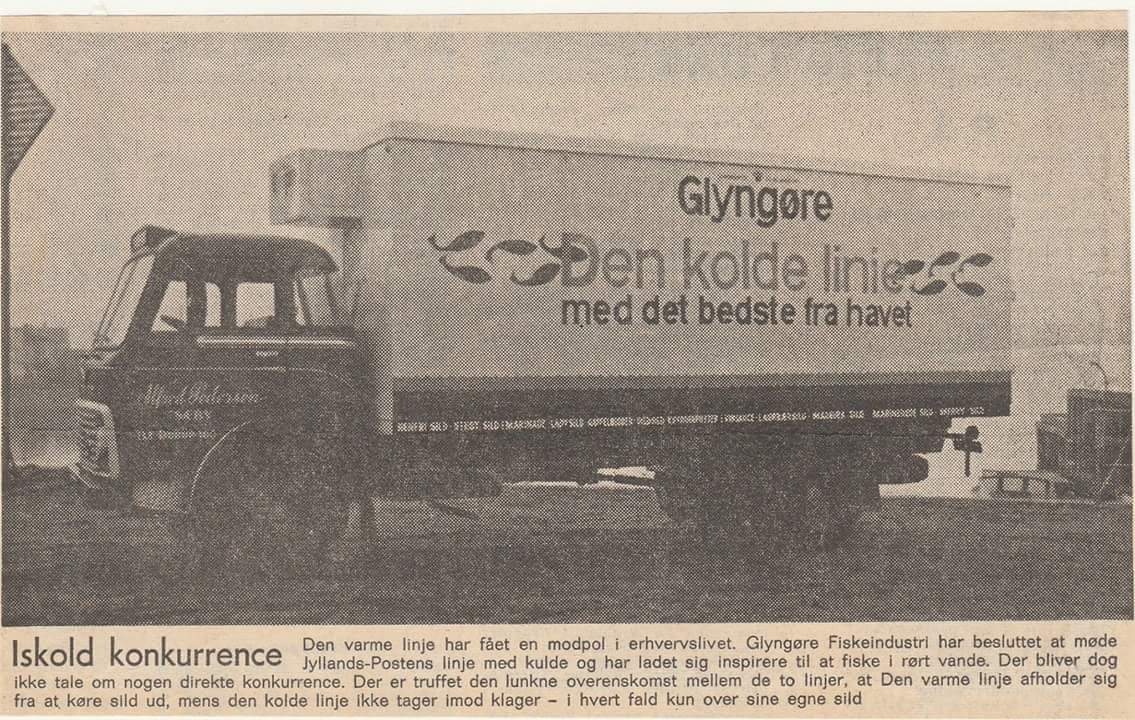 Glyngøre
Den kolde linie
med det bedste fra havet
Alfred Pedersen
Iskold konkurrence
Den varme linje har fået en modpol i erhvervslivet. Glyngøre Fiskeindustri har besluttet at møde
Jyllands-Postens linje med kulde og har ladet sig inspirere til at fiske i rørt vande. Der bliver dog
ikke tale om nogen direkte konkurrence. Der er truffet den lunkne overenskomst mellem de to linjer, at Den varme linje afholder sig
fra at køre sild ud, mens den kolde linje ikke tager imod klager – i hvert fald kun over sine egne sild